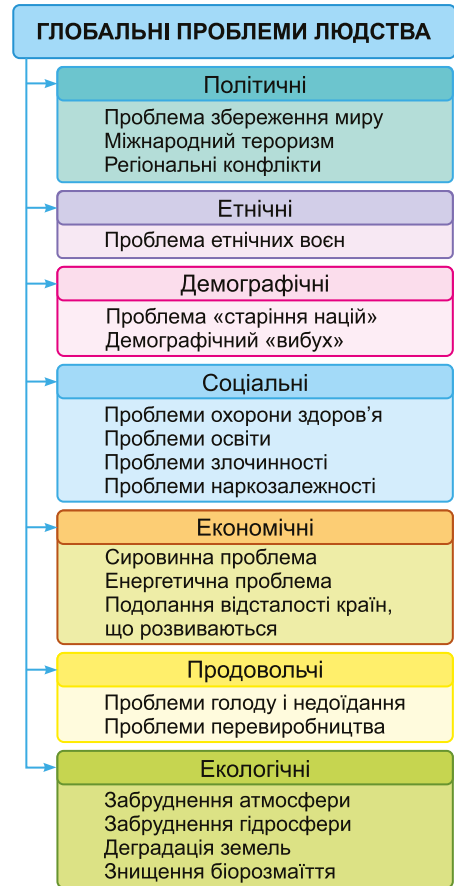 ГЛОБАЛЬНІ ПРОБЛЕМИ ЛЮДСТВА
Політичні
Проблема збереження миру
Міжнародний тероризм
Регіональні конфлікти
Етнічні
Проблема етнічних воєн
Демографічні
Проблема «старіння націй»
Демографічний «вибух»
Соціальні
Проблеми охорони здоров’я
Проблеми освіти
Проблеми злочинності
Проблеми наркозалежності
Економічні
Сировинна проблема
Енергетична проблема
Подолання відсталості країн,
що розвиваються
Продовольчі
Проблеми голоду і недоїдання
Проблеми перевиробництва
Екологічні
Забруднення атмосфери
Забруднення гідросфери
Деградація земель
Знищення біорозмаїття